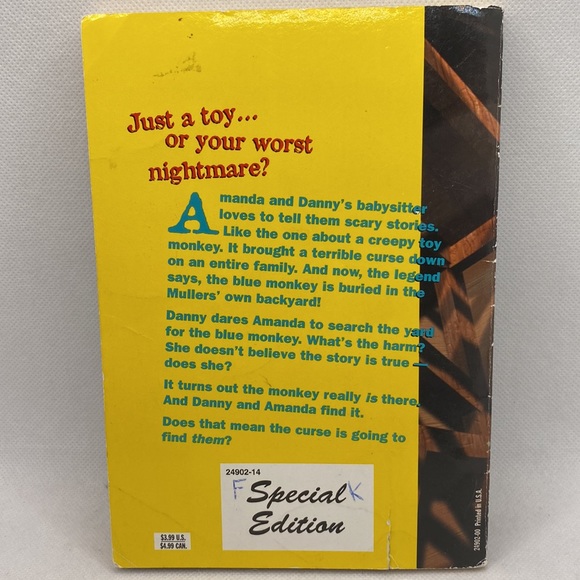 Just a toy...
or your worst
nightmare?
Amanda and Danny's babysitter
loves to tell them scary stories.
Like the one about a creepy toy
monkey. It brought a terrible curse down
on an entire family. And now, the legend
says, the blue monkey is buried in the
Mullers' own backyard!
Danny dares Amanda to search the yard
for the blue monkey. What's the harm?
She doesn't believe the story is true —
does she?
It turns out the monkey really is there.
And Danny and Amanda find it.
Does that mean the curse is going to
find them?
24902-14
F Special K
Edition
$3.99 U.S.
$4.99 CAN.
24902-00 Printed in U.S.A.